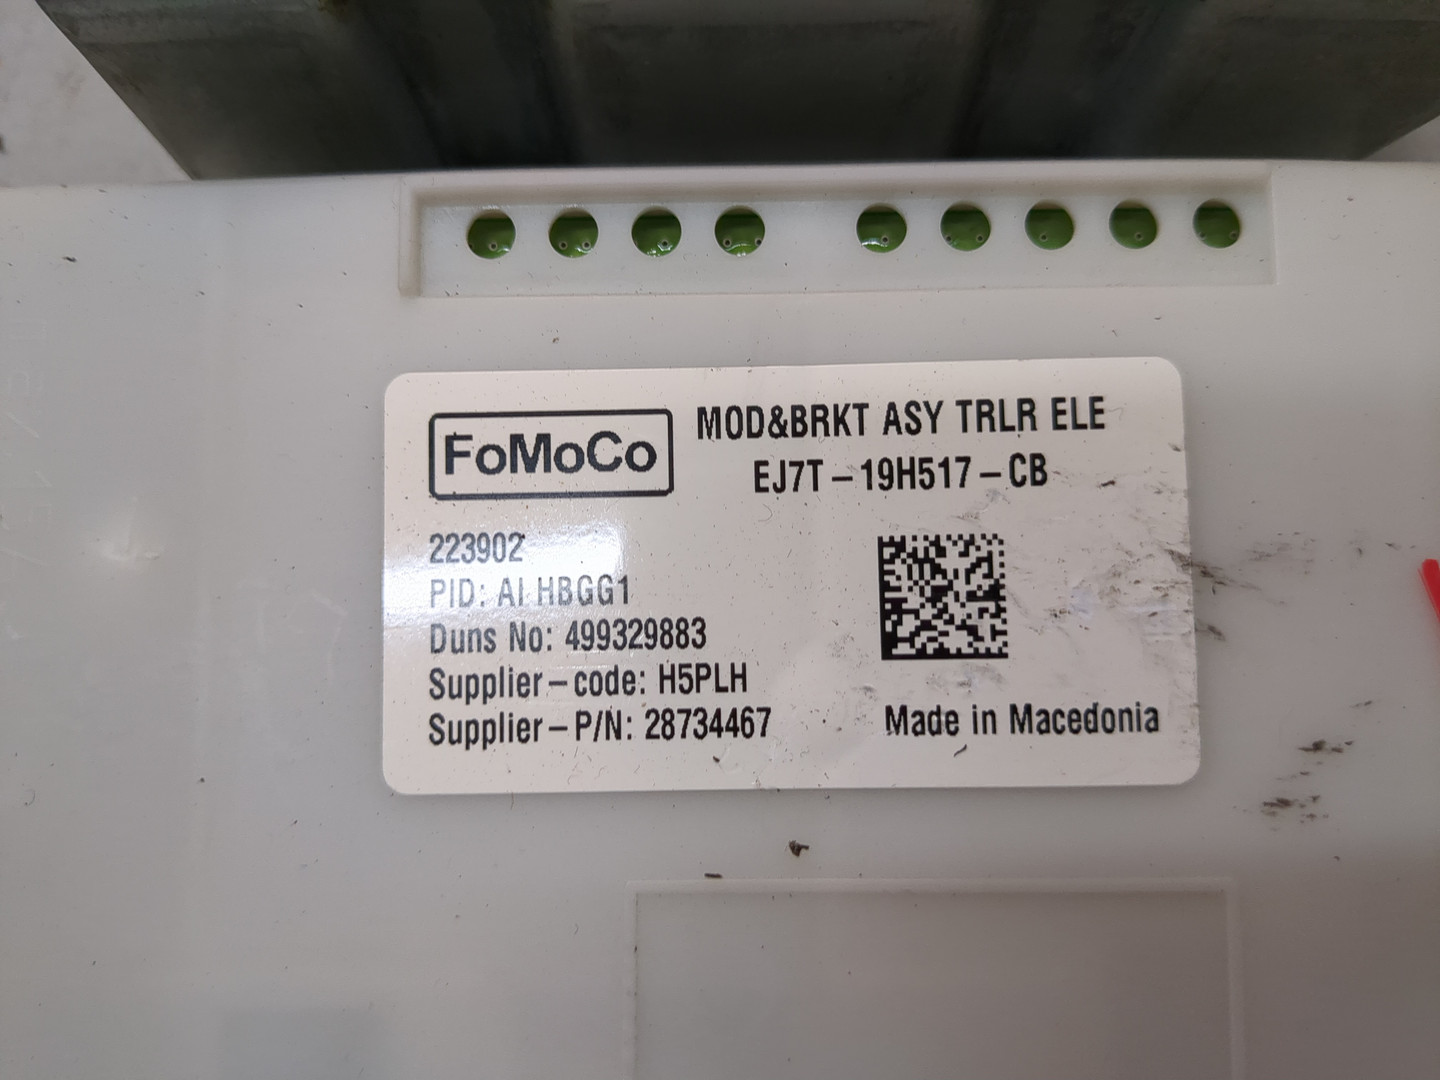 FoMoCo
MOD&BRKT ASY TRLR ELE
EJ7T-19H517-CB
223902
PID: AI HBGG1
Duns No: 499329883
Supplier-code: H5PLH
Supplier-P/N: 28734467
Made in Macedonia